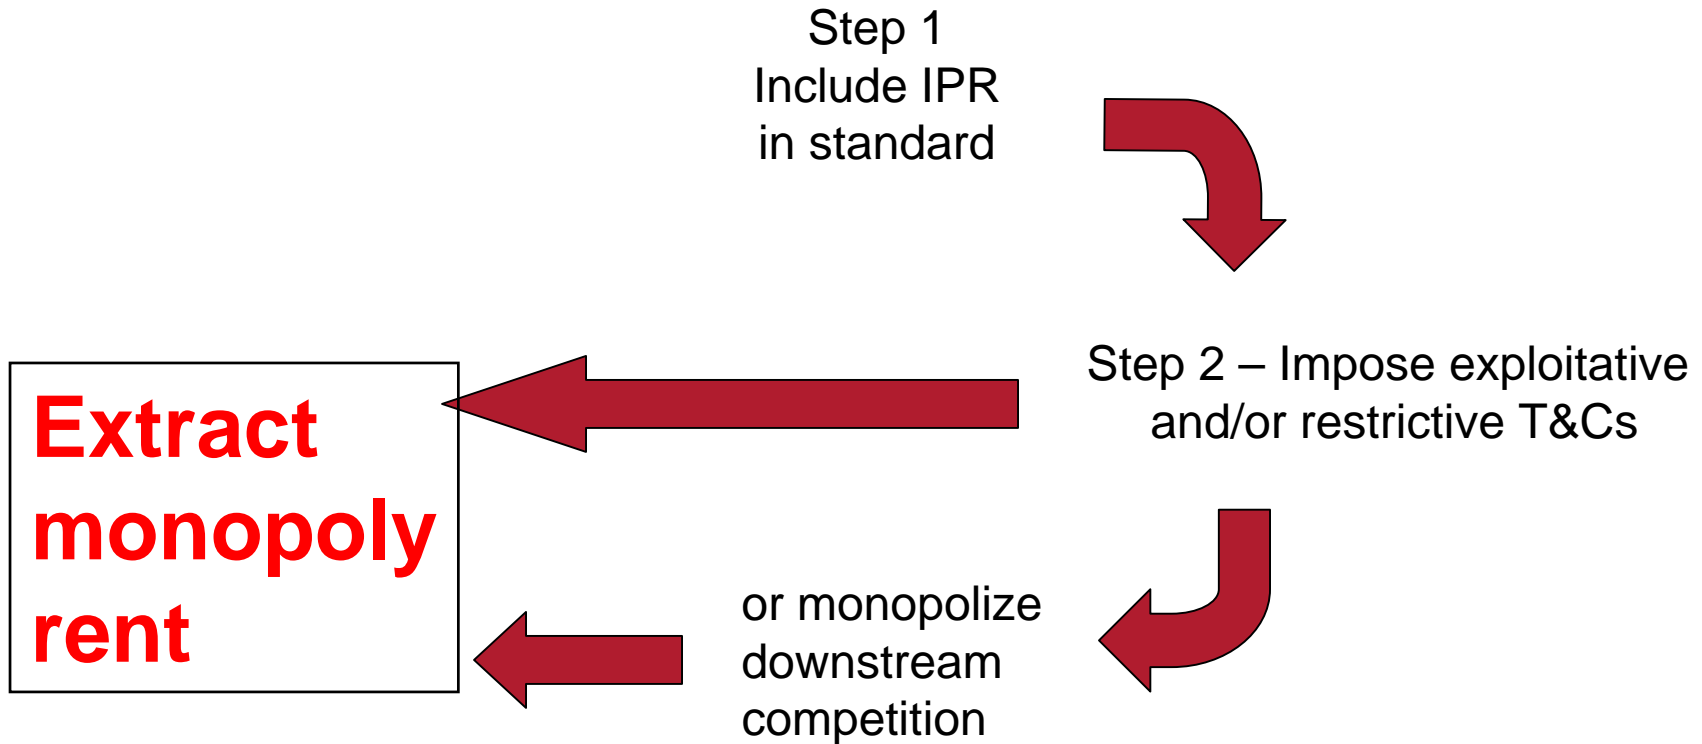 Step 1
Include IPR
in standard
Step 2 – Impose exploitative
and/or restrictive T&Cs
or monopolize
downstream
competition
Extract
monopoly
rent